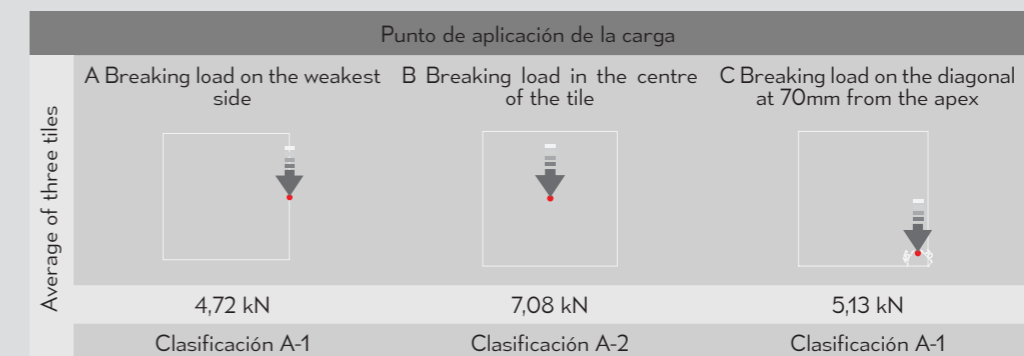 Punto de aplicación de la carga
Average of three tiles
A Breaking load on the weakest
side
B Breaking load in the centre
of the tile
C Breaking load on the diagonal
at 70mm from the apex
4,72 kN
7,08 kN
5,13 kN
Clasificación A-1
Clasificación A-2
Clasificación A-1